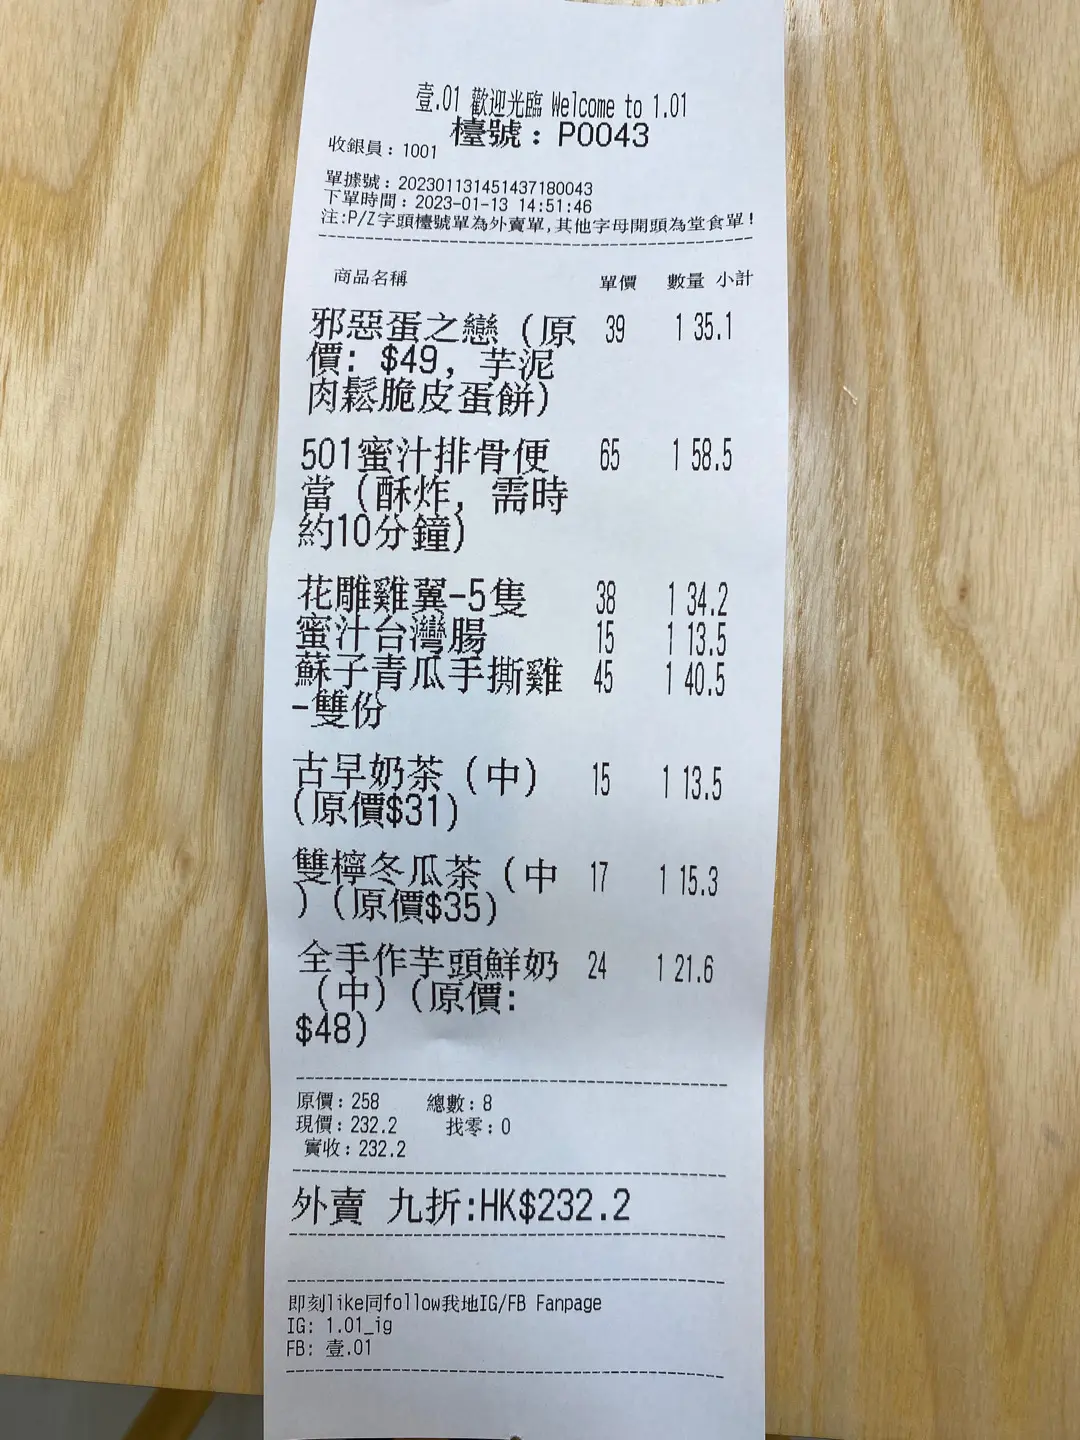 壹.01 歡迎光臨 Welcome to 1.01
檯號：P0043
收銀員：1001
單據號：202301131451437180043
下單時間：2023-01-13 14:51:46
注:P/Z字頭檯號單為外賣單,其他字母開頭為堂食單!
商品名稱 單價 數量 小計
邪惡蛋之戀（原 39 1 35.1
價：$49，芋泥
肉鬆脆皮蛋餅）
501蜜汁排骨便 65 1 58.5
當（酥炸，需時
約10分鐘）
花雕雞翼-5隻 38 1 34.2
蜜汁台灣腸 15 1 13.5
蘇子青瓜手撕雞 45 1 40.5
-雙份
古早奶茶（中） 15 1 13.5
（原價$31）
雙檸冬瓜茶（中 17 1 15.3
）（原價$35）
全手作芋頭鮮奶 24 1 21.6
（中）（原價：
$48）
原價：258 總數：8
現價：232.2 找零：0
實收：232.2
外賣 九折:HK$232.2
即刻like同follow我地IG/FB Fanpage
IG: 1.01_ig
FB: 壹.01